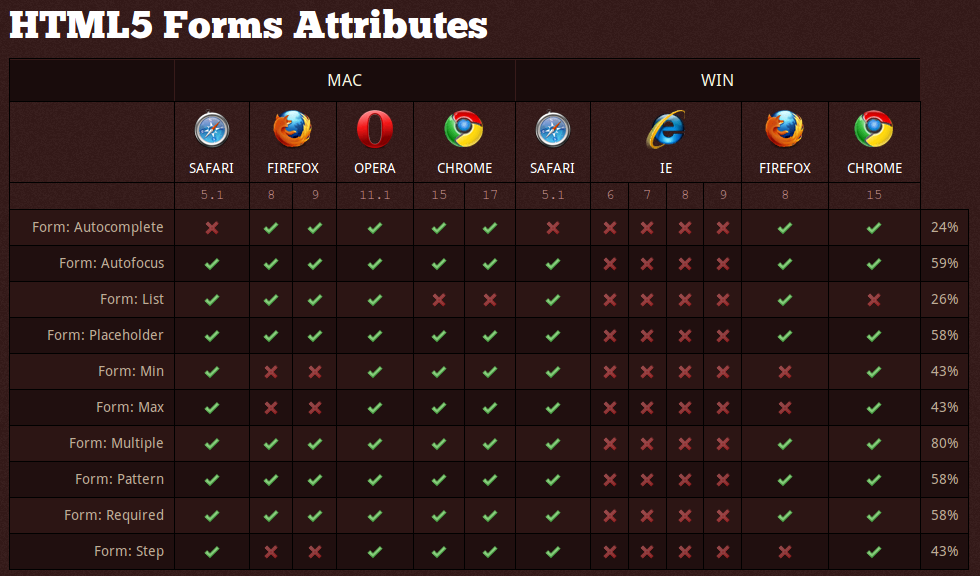 HTML5 Forms Attributes
MAC WIN
SAFARI FIREFOX OPERA CHROME SAFARI IE FIREFOX CHROME
5.1 8 9 11.1 15 17 5.1 6 7 8 9 8 15
Form: Autocomplete 24%
Form: Autofocus 59%
Form: List 26%
Form: Placeholder 58%
Form: Min 43%
Form: Max 43%
Form: Multiple 80%
Form: Pattern 58%
Form: Required 58%
Form: Step 43%